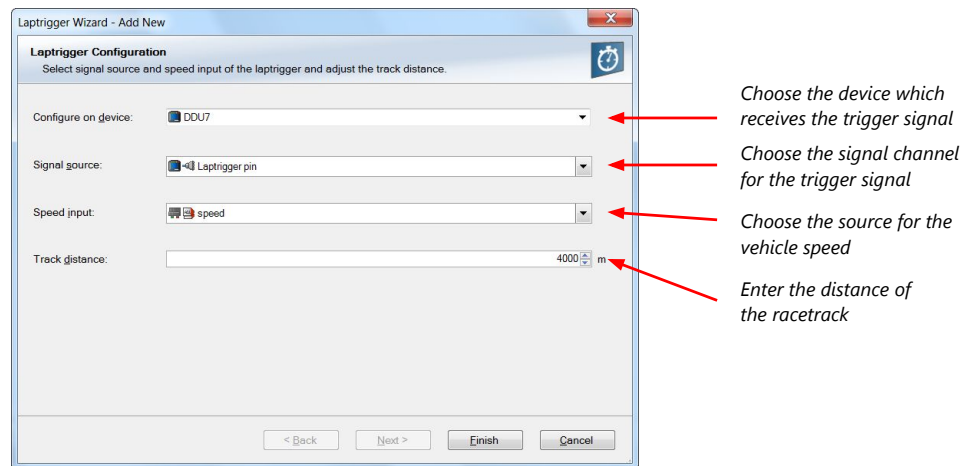 Laptrigger Wizard - Add New
Laptrigger Configuration
Select signal source and speed input of the laptrigger and adjust the track distance.
Configure on device: DDU7
Choose the device which
receives the trigger signal
Signal source: Laptrigger pin
Choose the signal channel
for the trigger signal
Speed input: speed
Choose the source for the
vehicle speed
Track distance: 4000 m
Enter the distance of
the racetrack
< Back Next > Finish Cancel